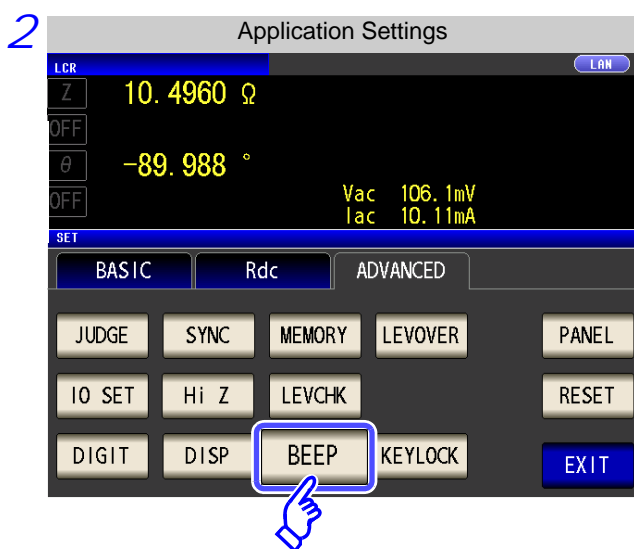 2
Application Settings
LCR
LAN
Z 10.4960 Ω
OFF
θ -89.988 °
OFF
Vac 106.1mV
Iac 10.11mA
SET
BASIC Rdc ADVANCED
JUDGE SYNC MEMORY LEVOVER PANEL
IO SET Hi Z LEVCHK RESET
DIGIT DISP BEEP KEYLOCK EXIT